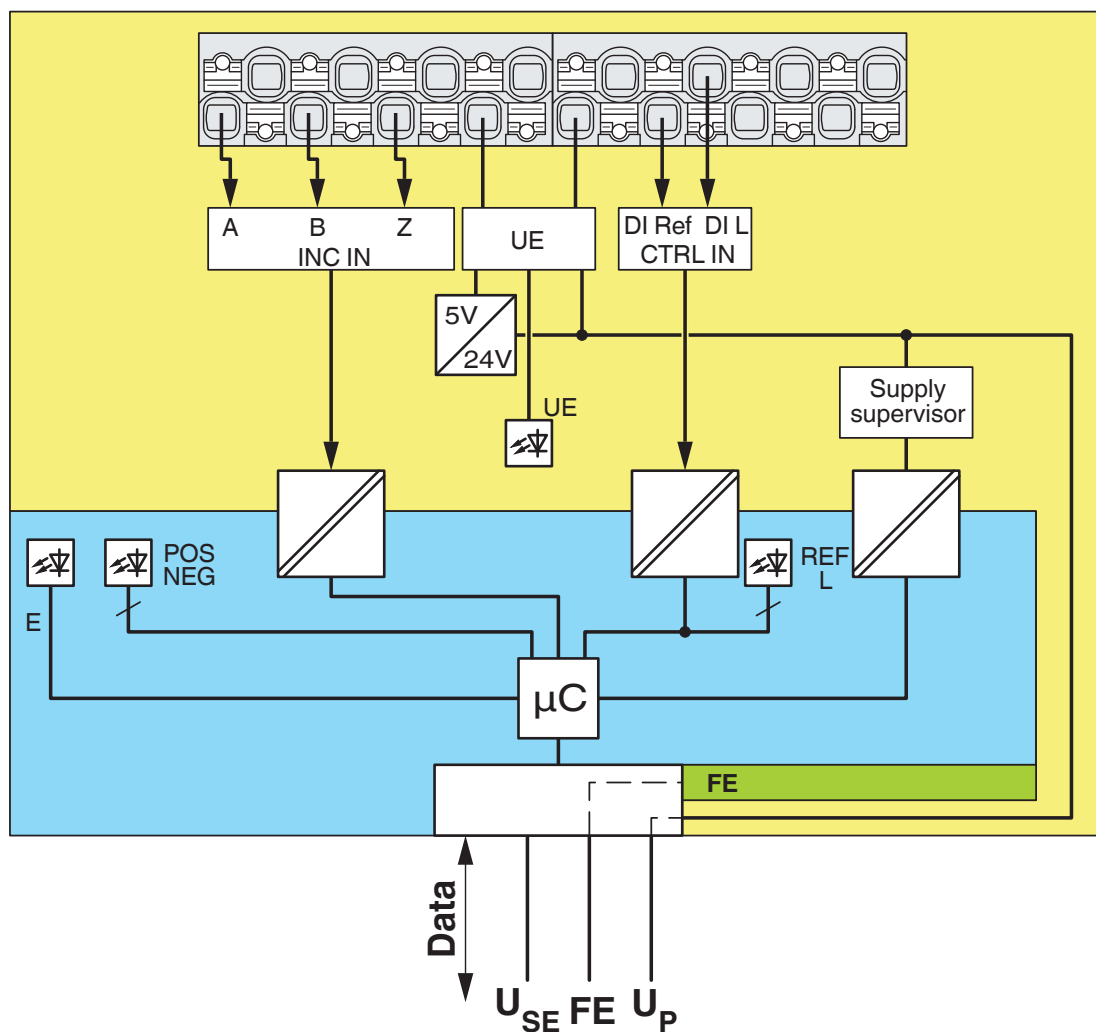 A B Z
INC IN
UE
DI Ref DI L
CTRL IN
5V
24V
UE
Supply
supervisor
POS
NEG
REF
L
E
µC
FE
Data
USE FE UP